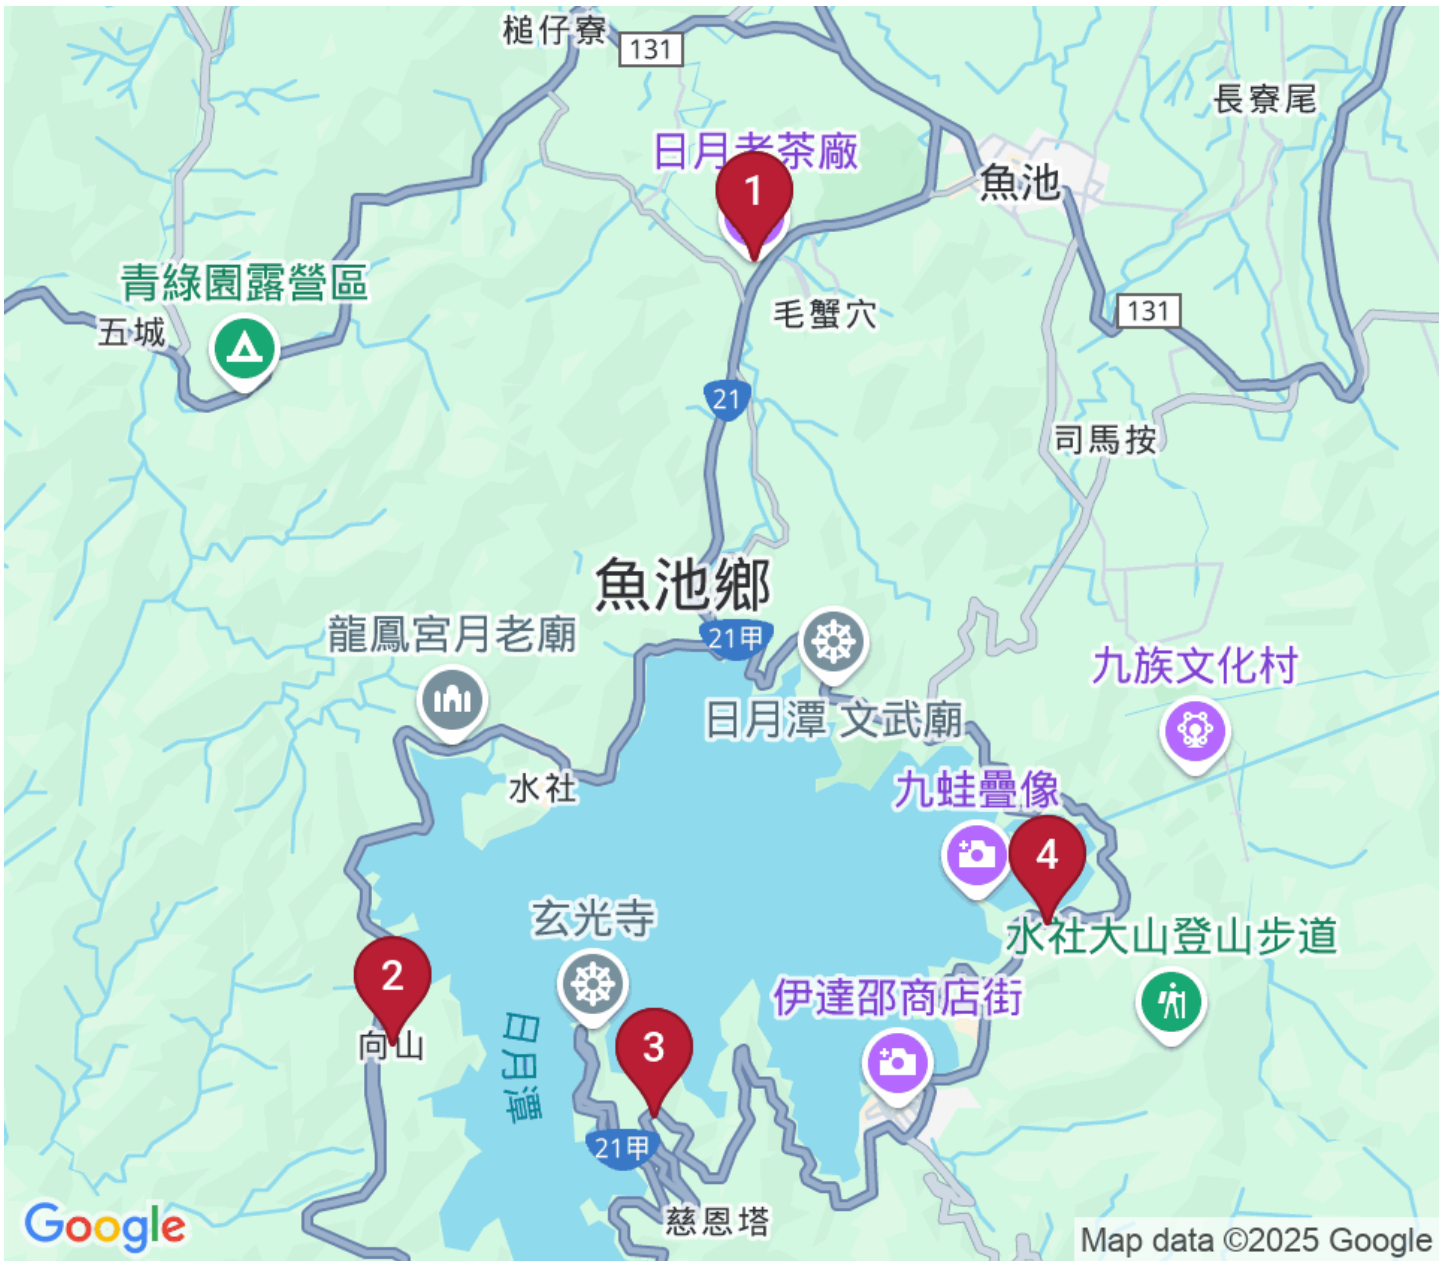 槌仔寮
131
長寮尾
日月老茶廠
1
魚池
青綠園露營區
五城
毛蟹穴
131
21
司馬按
魚池鄉
龍鳳宮月老廟
21甲
九族文化村
日月潭 文武廟
水社
九蛙疊像
4
玄光寺
水社大山登山步道
2
伊達邵商店街
向山
3
日月潭
21甲
慈恩塔
Google
Map data ©2025 Google